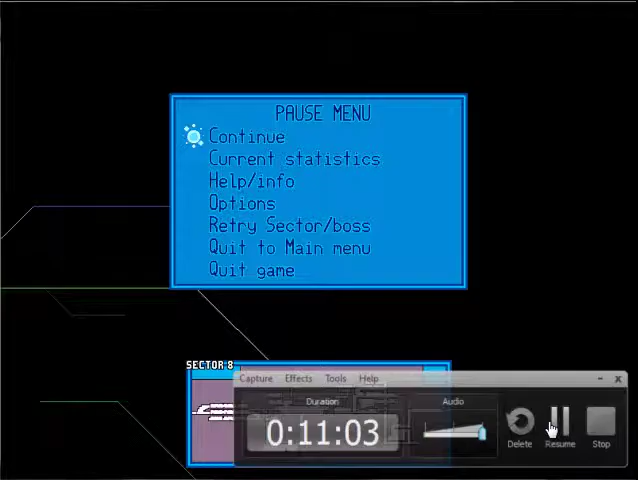 PAUSE MENU
Continue
Current statistics
Help/info
Options
Retry Sector/boss
Quit to Main menu
Quit game
SECTOR 8
Capture Effects Tools Help
Duration Audio
0:11:03
Delete Resume Stop